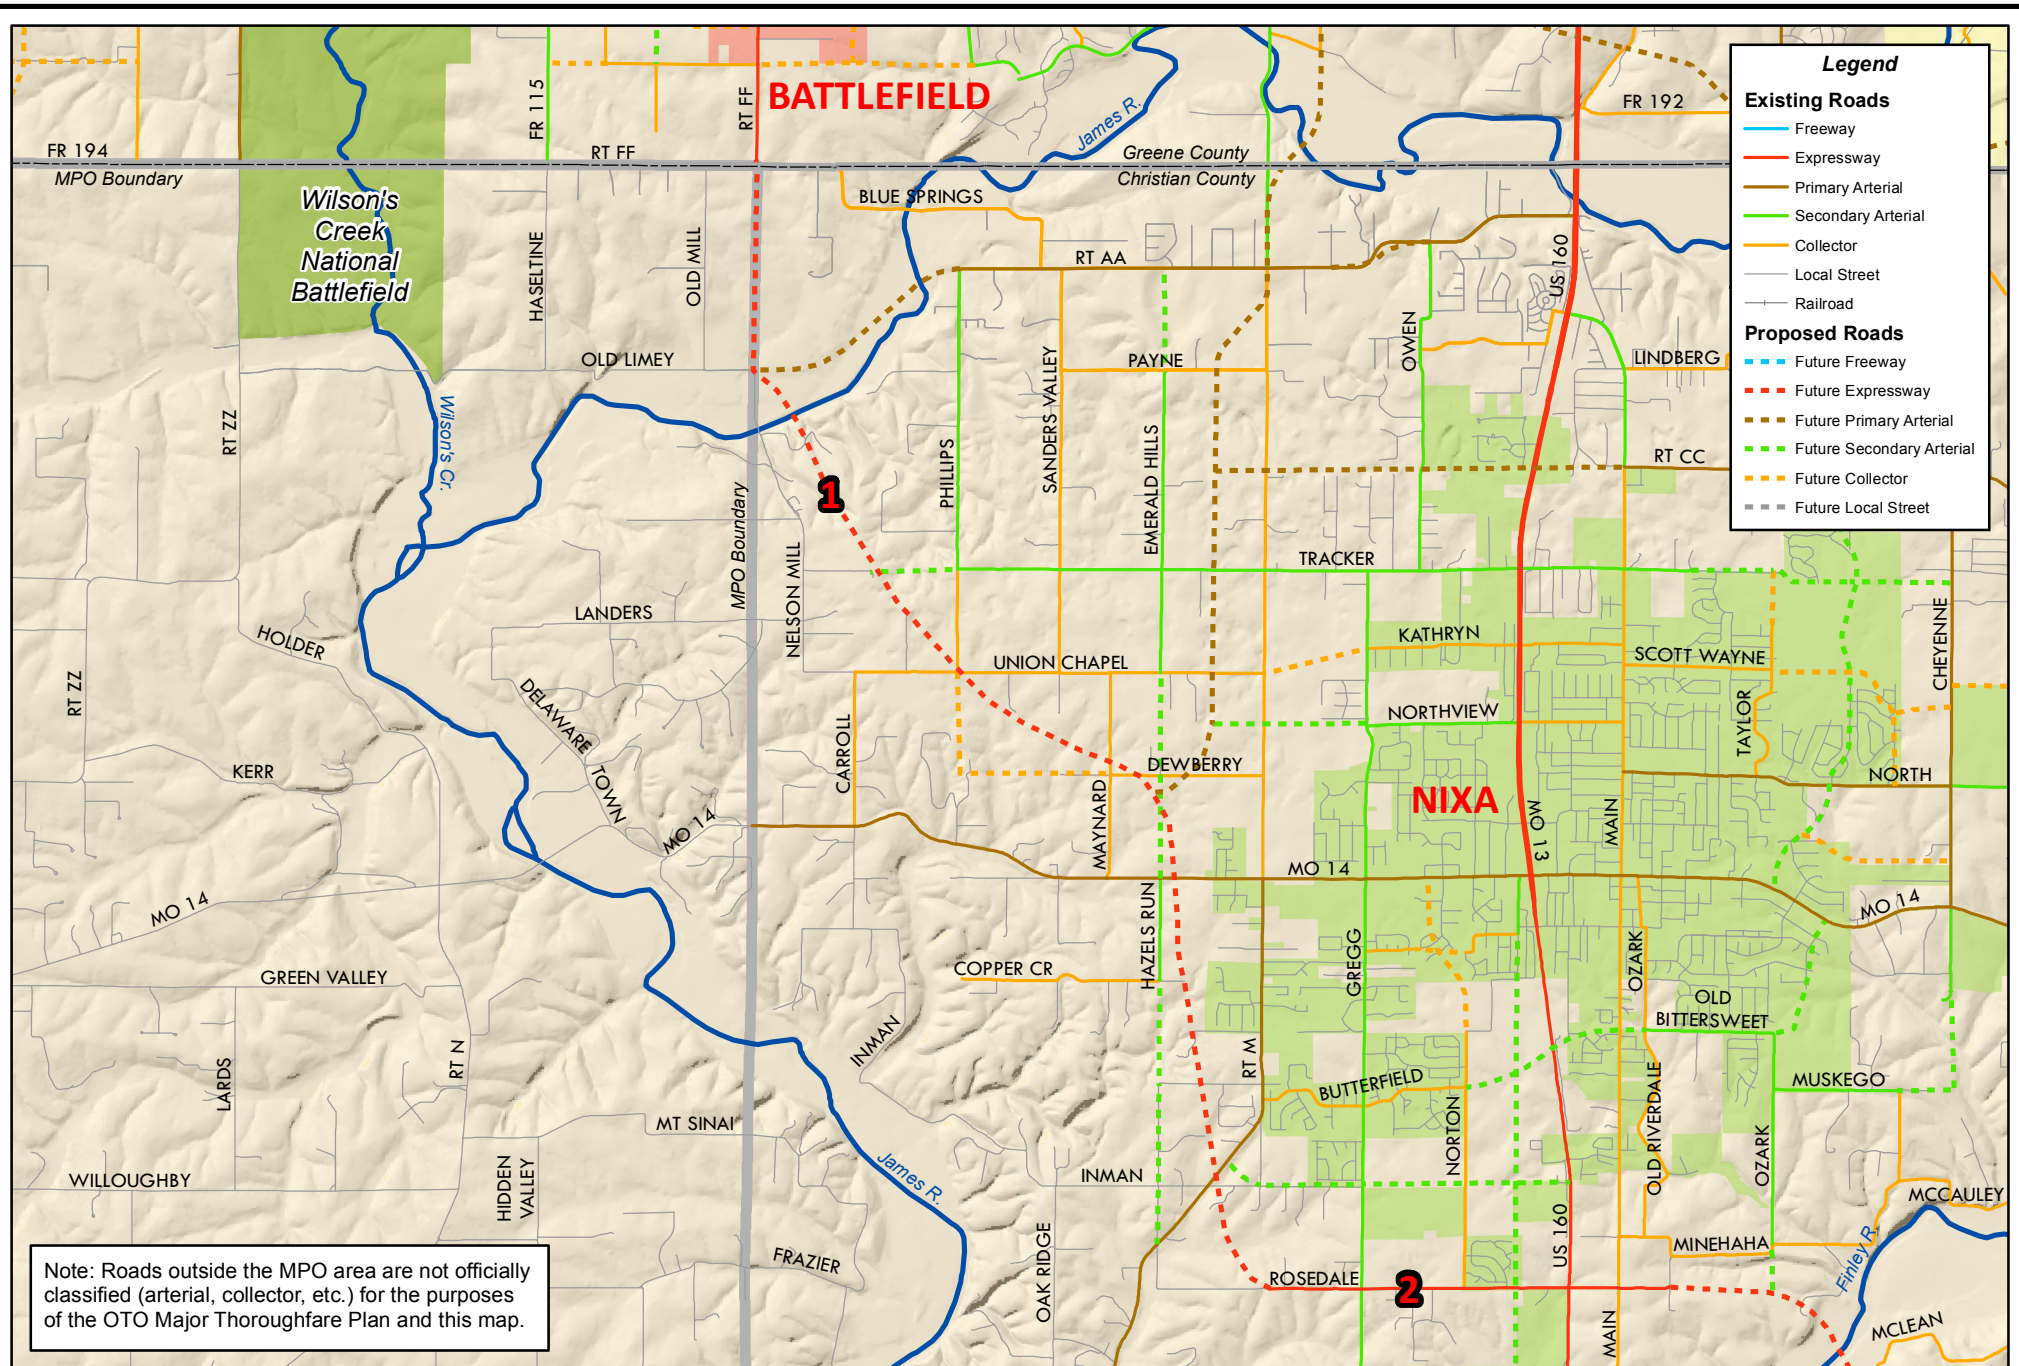 BATTLEFIELD
FR 115
RT FF
James R.
FR 192
FR 194
MPO Boundary
RT FF
Greene County
Christian County
Wilson's
Creek
National
Battlefield
BLUE SPRINGS
HASELTINE
OLD MILL
RT AA
US 160
OWEN
OLD LIMEY
SANDERS VALLEY
PAYNE
LINDBERG
RT ZZ
Wilson's Cr.
PHILLIPS
EMERALD HILLS
RT CC
1
MPO Boundary
NELSON MILL
TRACKER
LANDERS
HOLDER
KATHRYN
CHEYENNE
UNION CHAPEL
SCOTT WAYNE
RT ZZ
DELAWARE
TOWN
CARROLL
NORTHVIEW
TAYLOR
KERR
DEWBERRY
NORTH
NIXA
MAYNARD
MO 13
MAIN
MO 14
MO 14
MO 14
MO 14
HAZELS RUN
GREGG
OZARK
COPPER CR
GREEN VALLEY
OLD
BITTERSWEET
INMAN
LARDS
RT N
RT M
BUTTERFIELD
MUSKEGO
MT SINAI
NORTON
OLD RIVERDALE
OZARK
James R.
INMAN
WILLOUGHBY
HIDDEN
VALLEY
MCCAULEY
OAK RIDGE
US 160
MINEHAHA
Finley R.
FRAZIER
ROSEDALE
2
MAIN
MCLEAN
Legend
Existing Roads
Freeway
Expressway
Primary Arterial
Secondary Arterial
Collector
Local Street
Railroad
Proposed Roads
Future Freeway
Future Expressway
Future Primary Arterial
Future Secondary Arterial
Future Collector
Future Local Street
Note: Roads outside the MPO area are not officially
classified (arterial, collector, etc.) for the purposes
of the OTO Major Thoroughfare Plan and this map.